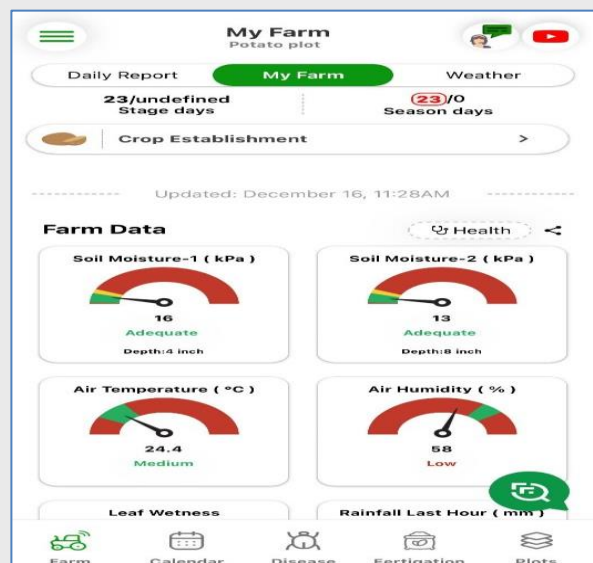 My Farm
Potato plot
Daily Report My Farm Weather
23/undefined 23/0
Stage days Season days
Crop Establishment >
Updated: December 16, 11:28AM
Farm Data Health
Soil Moisture-1 ( kPa ) Soil Moisture-2 ( kPa )
16 13
Adequate Adequate
Depth:4 inch Depth:8 inch
Air Temperature ( °C ) Air Humidity ( % )
24.4 58
Medium Low
Leaf Wetness Rainfall Last Hour ( mm )
Farm Calendar Disease Fertigation Plots